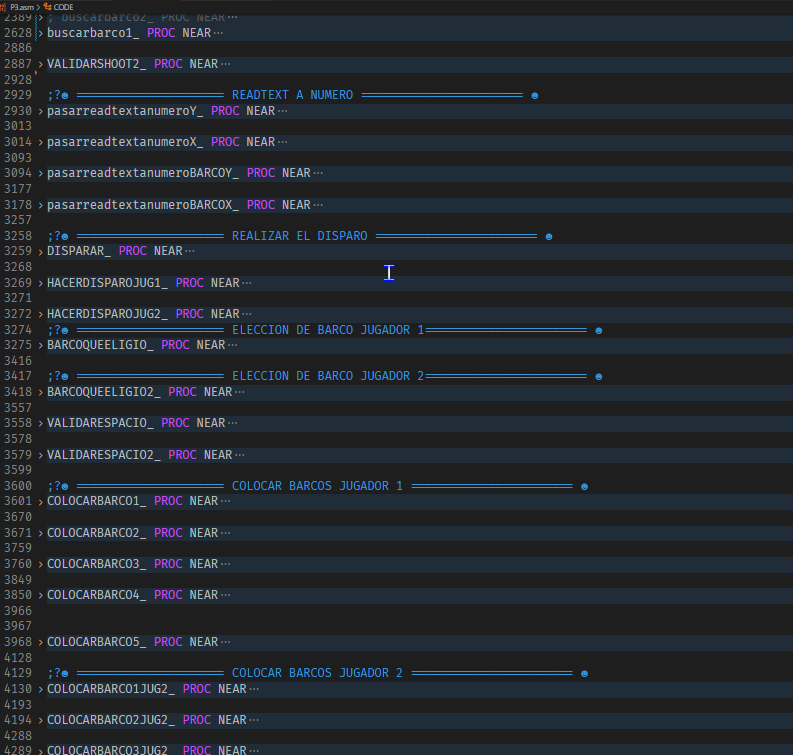 P3.asm > CODE
2389 > ; buscarbarco2_ PROC NEAR ···
2628 > buscarbarco1_ PROC NEAR ···
2886
2887 > VALIDARSHOOT2_ PROC NEAR ···
2928
2929 ;?☻ ═════════════════════ READTEXT A NUMERO ═══════════════════════ ☻
2930 > pasarreadtextanumeroY_ PROC NEAR ···
3013
3014 > pasarreadtextanumeroX_ PROC NEAR ···
3093
3094 > pasarreadtextanumeroBARCOY_ PROC NEAR ···
3177
3178 > pasarreadtextanumeroBARCOX_ PROC NEAR ···
3257
3258 ;?☻ ═════════════════════ REALIZAR EL DISPARO ═══════════════════════ ☻
3259 > DISPARAR_ PROC NEAR ···
3268
3269 > HACERDISPAROJUG1_ PROC NEAR ···
3271
3272 > HACERDISPAROJUG2_ PROC NEAR ···
3274 ;?☻ ═════════════════════ ELECCION DE BARCO JUGADOR 1═══════════════════════ ☻
3275 > BARCOQUEELIGIO_ PROC NEAR ···
3416
3417 ;?☻ ═════════════════════ ELECCION DE BARCO JUGADOR 2═══════════════════════ ☻
3418 > BARCOQUEELIGIO2_ PROC NEAR ···
3557
3558 > VALIDARESPACIO_ PROC NEAR ···
3578
3579 > VALIDARESPACIO2_ PROC NEAR ···
3599
3600 ;?☻ ═════════════════════ COLOCAR BARCOS JUGADOR 1 ═══════════════════════ ☻
3601 > COLOCARBARCO1_ PROC NEAR ···
3670
3671 > COLOCARBARCO2_ PROC NEAR ···
3759
3760 > COLOCARBARCO3_ PROC NEAR ···
3849
3850 > COLOCARBARCO4_ PROC NEAR ···
3966
3967
3968 > COLOCARBARCO5_ PROC NEAR ···
4128
4129 ;?☻ ═════════════════════ COLOCAR BARCOS JUGADOR 2 ═══════════════════════ ☻
4130 > COLOCARBARCO1JUG2_ PROC NEAR ···
4193
4194 > COLOCARBARCO2JUG2_ PROC NEAR ···
4288
4289 > COLOCARBARCO3JUG2_ PROC NEAR ···